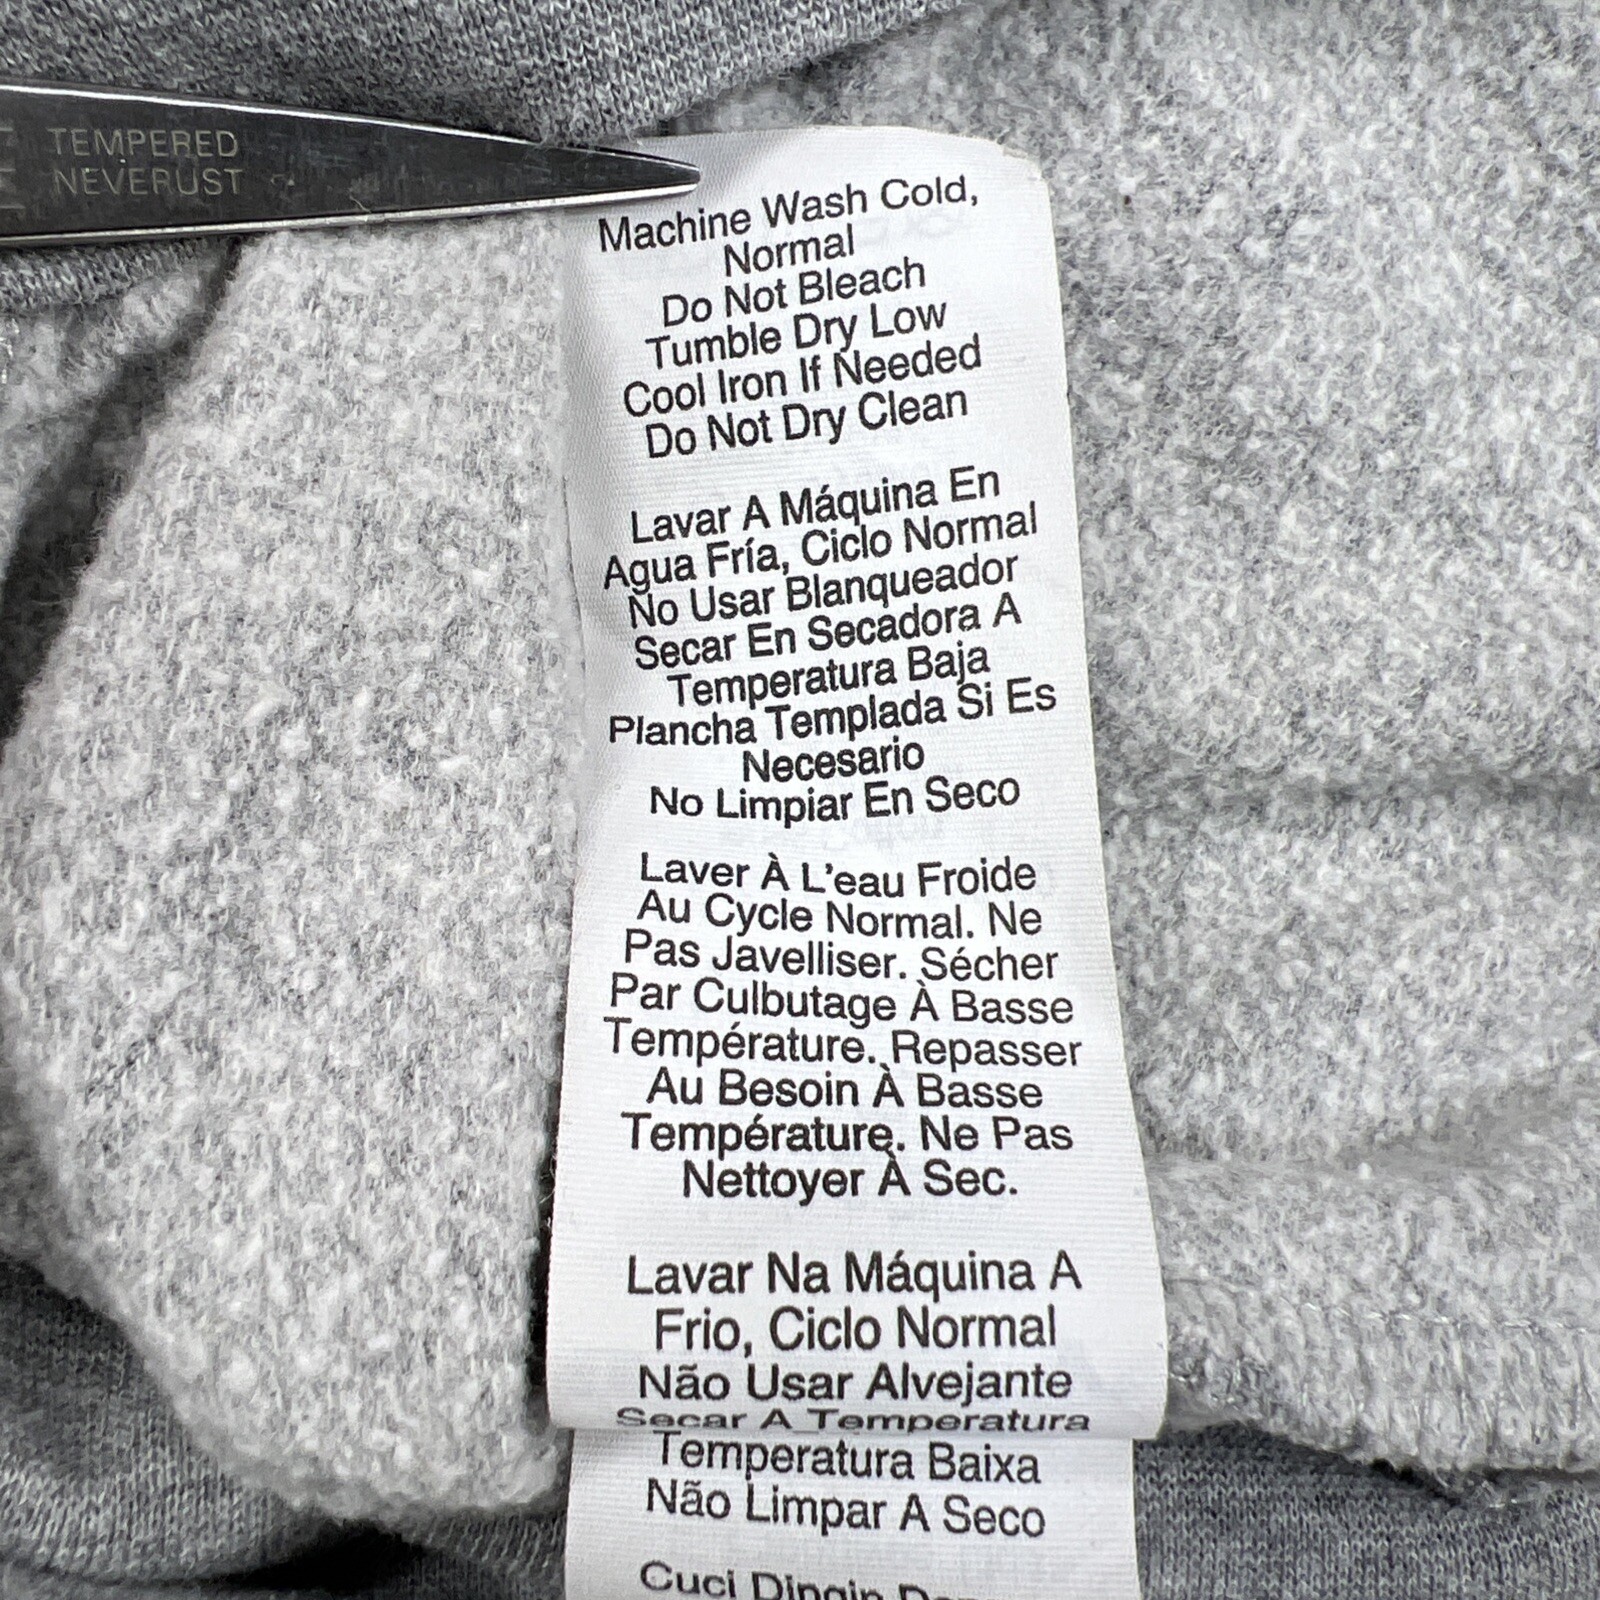 TEMPERED
NEVERUST
Machine Wash Cold,
Normal
Do Not Bleach
Tumble Dry Low
Cool Iron If Needed
Do Not Dry Clean
Lavar A Máquina En
Agua Fría, Ciclo Normal
No Usar Blanqueador
Secar En Secadora A
Temperatura Baja
Plancha Templada Si Es
Necesario
No Limpiar En Seco
Laver À L'eau Froide
Au Cycle Normal. Ne
Pas Javelliser. Sécher
Par Culbutage À Basse
Température. Repasser
Au Besoin À Basse
Température. Ne Pas
Nettoyer À Sec.
Lavar Na Máquina A
Frio, Ciclo Normal
Não Usar Alvejante
Secar A Temperatura
Temperatura Baixa
Não Limpar A Seco
Cuci Dingin